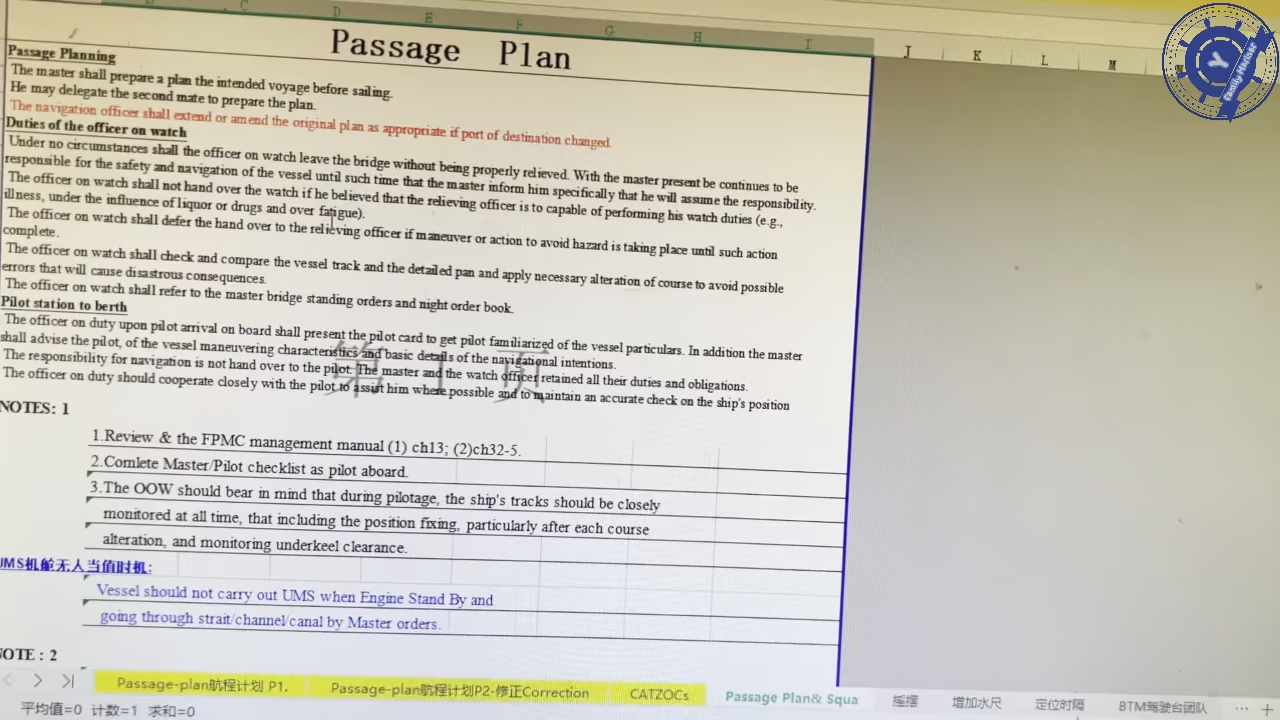 C D E F G H I J K L M
Passage Plan
Passage Planning
The master shall prepare a plan the intended voyage before sailing.
He may delegate the second mate to prepare the plan.
The navigation officer shall extend or amend the original plan as appropriate if port of destination changed.
Duties of the officer on watch
Under no circumstances shall the officer on watch leave the bridge without being properly relieved. With the master present be continues to be
responsible for the safety and navigation of the vessel until such time that the master inform him specifically that he will assume the responsibility.
The officer on watch shall not hand over the watch if he believed that the relieving officer is to capable of performing his watch duties (e.g.,
illness, under the influence of liquor or drugs and over fatigue).
The officer on watch shall defer the hand over to the relieving officer if maneuver or action to avoid hazard is taking place until such action
complete.
The officer on watch shall check and compare the vessel track and the detailed pan and apply necessary alteration of course to avoid possible
errors that will cause disastrous consequences.
The officer on watch shall refer to the master bridge standing orders and night order book.
Pilot station to berth
The officer on duty upon pilot arrival on board shall present the pilot card to get pilot familiarized of the vessel particulars. In addition the master
shall advise the pilot, of the vessel maneuvering characteristics and basic details of the navigational intentions.
The responsibility for navigation is not hand over to the pilot. The master and the watch officer retained all their duties and obligations.
The officer on duty should cooperate closely with the pilot to assist him where possible and to maintain an accurate check on the ship's position
第 1 页
NOTES: 1
1.Review & the FPMC management manual (1) ch13; (2)ch32-5.
2.Comlete Master/Pilot checklist as pilot aboard.
3.The OOW should bear in mind that during pilotage, the ship's tracks should be closely
monitored at all time, that including the position fixing, particularly after each course
alteration, and monitoring underkeel clearance.
UMS机舱无人当值时机:
Vessel should not carry out UMS when Engine Stand By and
going through strait/channel/canal by Master orders.
NOTE : 2
Passage-plan航程计划 P1. Passage-plan航程计划P2-修正Correction CATZOCs Passage Plan& Squa 摇摆 增加水尺 定位时隔 BTM驾驶台团队 ... +
平均值=0 计数=1 求和=0